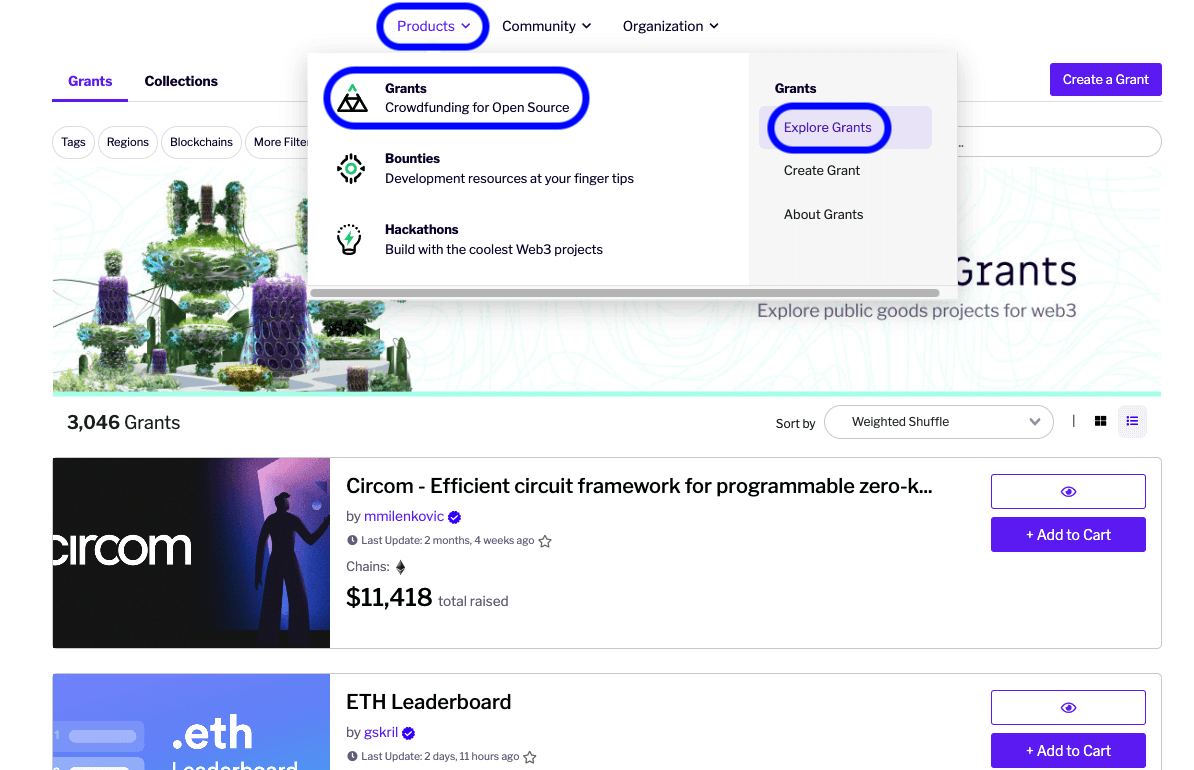 Products
Community
Organization
Grants
Collections
Create a Grant
Grants
Crowdfunding for Open Source
Bounties
Development resources at your finger tips
Hackathons
Build with the coolest Web3 projects
Grants
Explore Grants
Create Grant
About Grants
Tags
Regions
Blockchains
More Filte
..
Grants
Explore public goods projects for web3
3,046 Grants
Sort by
Weighted Shuffle
|
circom
Circom - Efficient circuit framework for programmable zero-k...
by mmilenkovic
Last Update: 2 months, 4 weeks ago
Chains:
$11,418 total raised
+ Add to Cart
1
.eth
Leaderboard
ETH Leaderboard
by gskril
Last Update: 2 days, 11 hours ago
+ Add to Cart